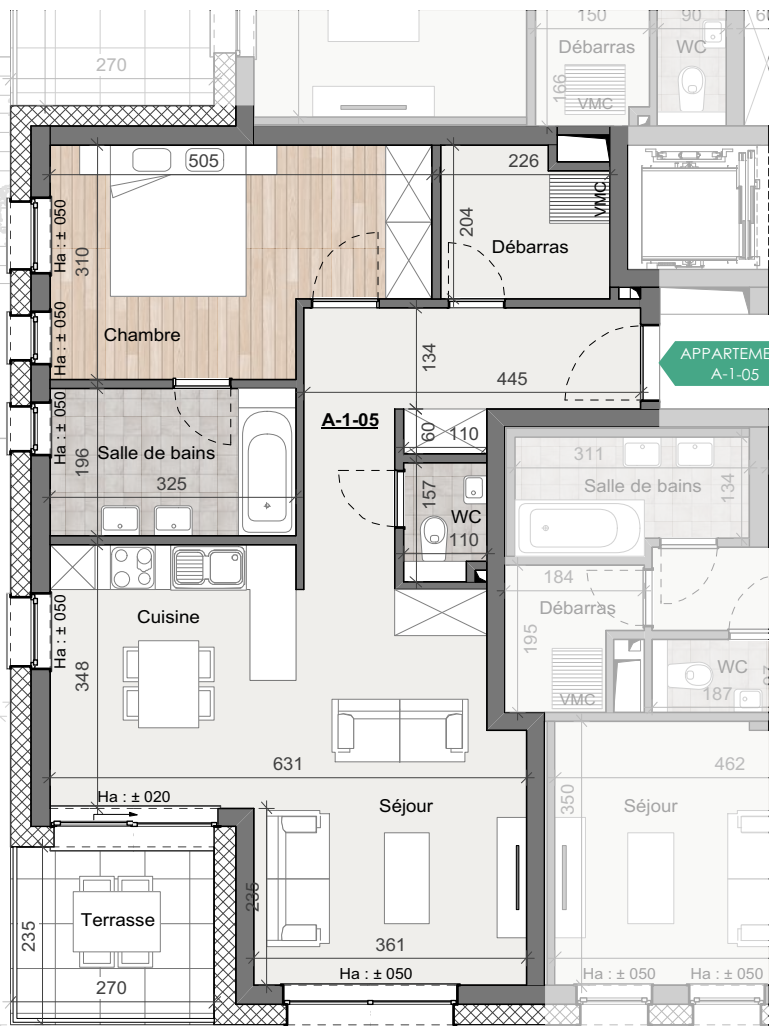 150
90
60
270
Débarras
WC
166
VMC
505
226
Ha : ± 050
310
204
VMC
Débarras
Ha : ± 050
Chambre
134
APPARTEME
A-1-05
445
A-1-05
Ha : ± 050
60
110
196
Salle de bains
311
325
157
Salle de bains
134
WC
110
184
Cuisine
Débarras
Ha : ± 050
348
195
WC
VMC
187
97
631
462
Ha : ± 020
Séjour
350
Séjour
235
Terrasse
235
361
270
Ha : ± 050
Ha : ± 050
Ha : ± 050